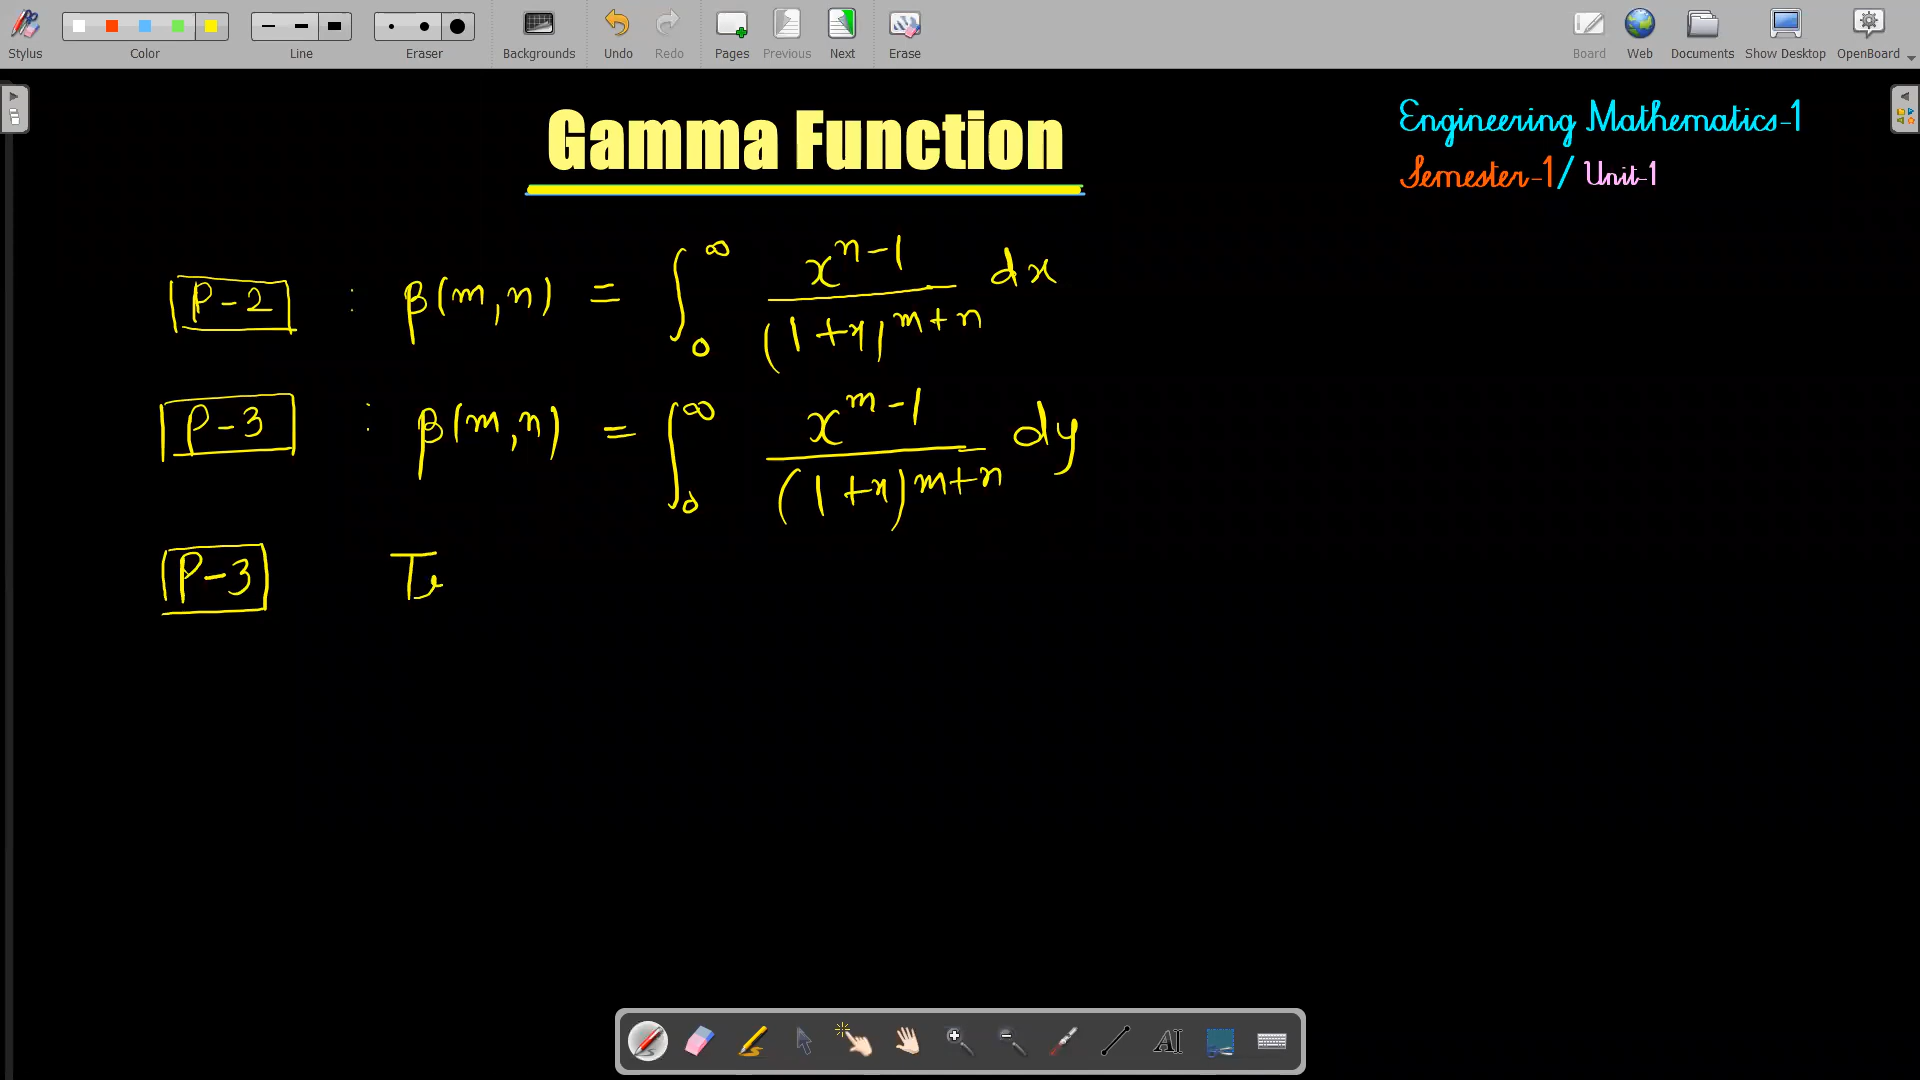 Stylus Color Line Eraser Backgrounds Undo Redo Pages Previous Next Erase Board Web Documents Show Desktop OpenBoard
Gamma Function
Engineering Mathematics-1
Semester-1/ Unit-1
P-2 : β(m,n) = ∫₀^∞ x^(n-1) / (1+x)^(m+n) dx
P-3 : β(m,n) = ∫₀^∞ x^(m-1) / (1+x)^(m+n) dy
P-3